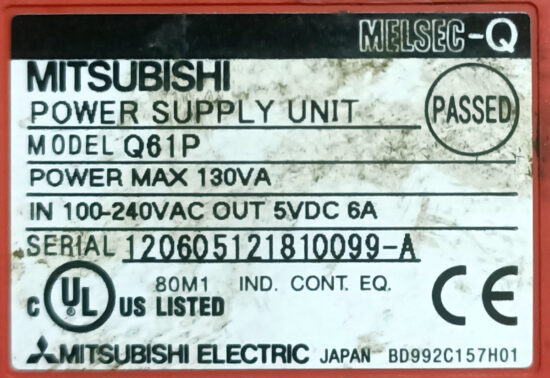 MELSEC-Q
MITSUBISHI
POWER SUPPLY UNIT
PASSED
MODEL Q61P
POWER MAX 130VA
IN 100-240VAC OUT 5VDC 6A
SERIAL 120605121810099-A
C UL ® US LISTED
80M1 IND. CONT. EQ.
CE
MITSUBISHI ELECTRIC JAPAN BD992C157H01